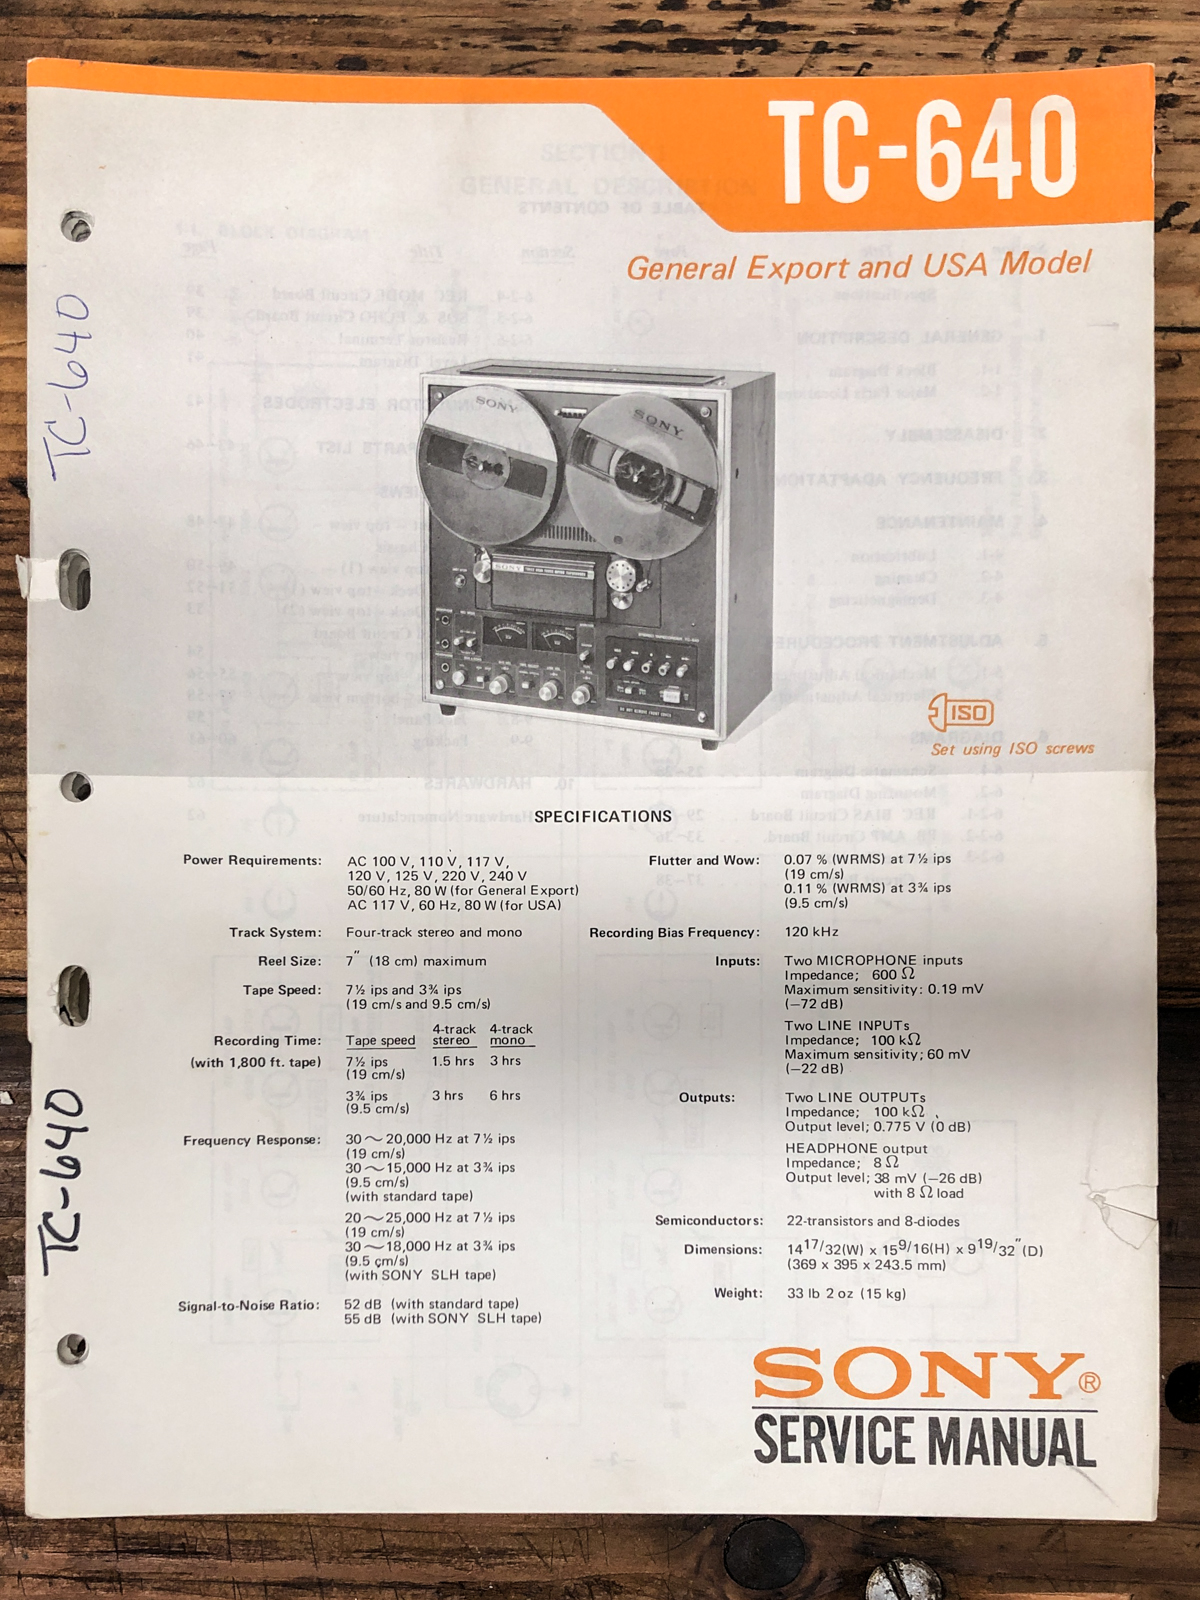 TC-640
General Export and USA Model
TC-640
SONY
SONY
SONY
ISO
Set using ISO screws
SPECIFICATIONS
Power Requirements: AC 100 V, 110 V, 117 V,
120 V, 125 V, 220 V, 240 V
50/60 Hz, 80 W (for General Export)
AC 117 V, 60 Hz, 80 W (for USA)
Track System: Four-track stereo and mono
Reel Size: 7″ (18 cm) maximum
Tape Speed: 7½ ips and 3¾ ips
(19 cm/s and 9.5 cm/s)
Recording Time: Tape speed 4-track stereo 4-track mono
(with 1,800 ft. tape) 7½ ips 1.5 hrs 3 hrs
(19 cm/s)
3¾ ips 3 hrs 6 hrs
(9.5 cm/s)
Frequency Response: 30～20,000 Hz at 7½ ips
(19 cm/s)
30～15,000 Hz at 3¾ ips
(9.5 cm/s)
(with standard tape)
20～25,000 Hz at 7½ ips
(19 cm/s)
30～18,000 Hz at 3¾ ips
(9.5 cm/s)
(with SONY SLH tape)
Signal-to-Noise Ratio: 52 dB (with standard tape)
55 dB (with SONY SLH tape)
Flutter and Wow: 0.07 % (WRMS) at 7½ ips
(19 cm/s)
0.11 % (WRMS) at 3¾ ips
(9.5 cm/s)
Recording Bias Frequency: 120 kHz
Inputs: Two MICROPHONE inputs
Impedance; 600 Ω
Maximum sensitivity: 0.19 mV
(−72 dB)
Two LINE INPUTs
Impedance; 100 kΩ
Maximum sensitivity; 60 mV
(−22 dB)
Outputs: Two LINE OUTPUTs
Impedance; 100 kΩ
Output level; 0.775 V (0 dB)
HEADPHONE output
Impedance; 8 Ω
Output level; 38 mV (−26 dB)
with 8 Ω load
Semiconductors: 22-transistors and 8-diodes
Dimensions: 14 17/32(W) x 15 9/16(H) x 9 19/32″(D)
(369 x 395 x 243.5 mm)
Weight: 33 lb 2 oz (15 kg)
TC-640
SONY®
SERVICE MANUAL